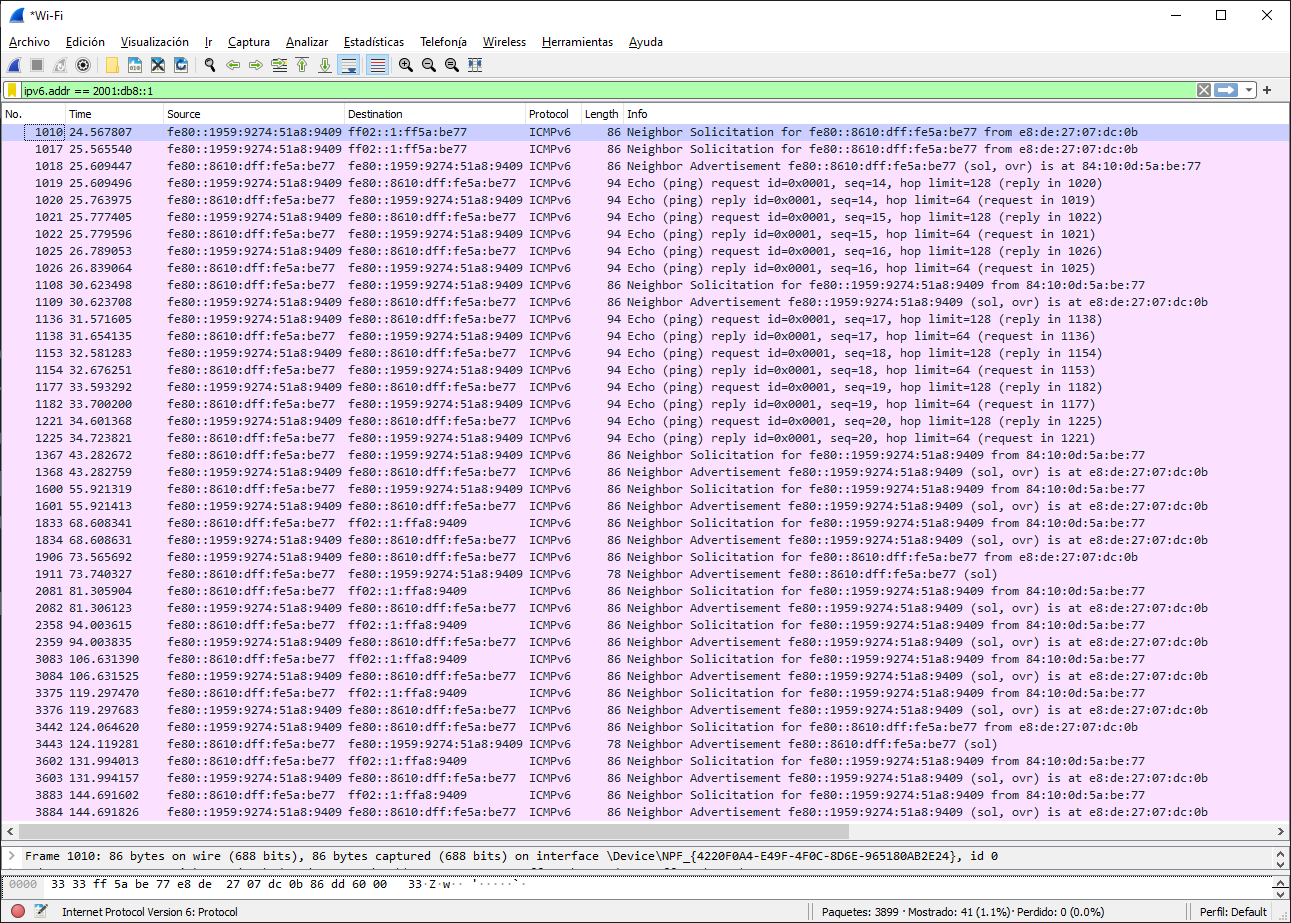 *Wi-Fi
Archivo Edición Visualización Ir Captura Analizar Estadísticas Telefonía Wireless Herramientas Ayuda
ipv6.addr == 2001:db8::1
No. Time Source Destination Protocol Length Info
1010 24.567807 fe80::1959:9274:51a8:9409 ff02::1:ff5a:be77 ICMPv6 86 Neighbor Solicitation for fe80::8610:dff:fe5a:be77 from e8:de:27:07:dc:0b
1017 25.565540 fe80::1959:9274:51a8:9409 ff02::1:ff5a:be77 ICMPv6 86 Neighbor Solicitation for fe80::8610:dff:fe5a:be77 from e8:de:27:07:dc:0b
1018 25.609447 fe80::8610:dff:fe5a:be77 fe80::1959:9274:51a8:9409 ICMPv6 86 Neighbor Advertisement fe80::8610:dff:fe5a:be77 (sol, ovr) is at 84:10:0d:5a:be:77
1019 25.609496 fe80::1959:9274:51a8:9409 fe80::8610:dff:fe5a:be77 ICMPv6 94 Echo (ping) request id=0x0001, seq=14, hop limit=128 (reply in 1020)
1020 25.763975 fe80::8610:dff:fe5a:be77 fe80::1959:9274:51a8:9409 ICMPv6 94 Echo (ping) reply id=0x0001, seq=14, hop limit=64 (request in 1019)
1021 25.777405 fe80::1959:9274:51a8:9409 fe80::8610:dff:fe5a:be77 ICMPv6 94 Echo (ping) request id=0x0001, seq=15, hop limit=128 (reply in 1022)
1022 25.779596 fe80::8610:dff:fe5a:be77 fe80::1959:9274:51a8:9409 ICMPv6 94 Echo (ping) reply id=0x0001, seq=15, hop limit=64 (request in 1021)
1025 26.789053 fe80::1959:9274:51a8:9409 fe80::8610:dff:fe5a:be77 ICMPv6 94 Echo (ping) request id=0x0001, seq=16, hop limit=128 (reply in 1026)
1026 26.839064 fe80::8610:dff:fe5a:be77 fe80::1959:9274:51a8:9409 ICMPv6 94 Echo (ping) reply id=0x0001, seq=16, hop limit=64 (request in 1025)
1108 30.623498 fe80::8610:dff:fe5a:be77 fe80::1959:9274:51a8:9409 ICMPv6 86 Neighbor Solicitation for fe80::1959:9274:51a8:9409 from 84:10:0d:5a:be:77
1109 30.623708 fe80::1959:9274:51a8:9409 fe80::8610:dff:fe5a:be77 ICMPv6 86 Neighbor Advertisement fe80::1959:9274:51a8:9409 (sol, ovr) is at e8:de:27:07:dc:0b
1136 31.571605 fe80::1959:9274:51a8:9409 fe80::8610:dff:fe5a:be77 ICMPv6 94 Echo (ping) request id=0x0001, seq=17, hop limit=128 (reply in 1138)
1138 31.654135 fe80::8610:dff:fe5a:be77 fe80::1959:9274:51a8:9409 ICMPv6 94 Echo (ping) reply id=0x0001, seq=17, hop limit=64 (request in 1136)
1153 32.581283 fe80::1959:9274:51a8:9409 fe80::8610:dff:fe5a:be77 ICMPv6 94 Echo (ping) request id=0x0001, seq=18, hop limit=128 (reply in 1154)
1154 32.676251 fe80::8610:dff:fe5a:be77 fe80::1959:9274:51a8:9409 ICMPv6 94 Echo (ping) reply id=0x0001, seq=18, hop limit=64 (request in 1153)
1177 33.593292 fe80::1959:9274:51a8:9409 fe80::8610:dff:fe5a:be77 ICMPv6 94 Echo (ping) request id=0x0001, seq=19, hop limit=128 (reply in 1182)
1182 33.700200 fe80::8610:dff:fe5a:be77 fe80::1959:9274:51a8:9409 ICMPv6 94 Echo (ping) reply id=0x0001, seq=19, hop limit=64 (request in 1177)
1221 34.601368 fe80::1959:9274:51a8:9409 fe80::8610:dff:fe5a:be77 ICMPv6 94 Echo (ping) request id=0x0001, seq=20, hop limit=128 (reply in 1225)
1225 34.723821 fe80::8610:dff:fe5a:be77 fe80::1959:9274:51a8:9409 ICMPv6 94 Echo (ping) reply id=0x0001, seq=20, hop limit=64 (request in 1221)
1367 43.282672 fe80::8610:dff:fe5a:be77 fe80::1959:9274:51a8:9409 ICMPv6 86 Neighbor Solicitation for fe80::1959:9274:51a8:9409 from 84:10:0d:5a:be:77
1368 43.282759 fe80::1959:9274:51a8:9409 fe80::8610:dff:fe5a:be77 ICMPv6 86 Neighbor Advertisement fe80::1959:9274:51a8:9409 (sol, ovr) is at e8:de:27:07:dc:0b
1600 55.921319 fe80::8610:dff:fe5a:be77 fe80::1959:9274:51a8:9409 ICMPv6 86 Neighbor Solicitation for fe80::1959:9274:51a8:9409 from 84:10:0d:5a:be:77
1601 55.921413 fe80::1959:9274:51a8:9409 fe80::8610:dff:fe5a:be77 ICMPv6 86 Neighbor Advertisement fe80::1959:9274:51a8:9409 (sol, ovr) is at e8:de:27:07:dc:0b
1833 68.608341 fe80::8610:dff:fe5a:be77 ff02::1:ffa8:9409 ICMPv6 86 Neighbor Solicitation for fe80::1959:9274:51a8:9409 from 84:10:0d:5a:be:77
1834 68.608631 fe80::1959:9274:51a8:9409 fe80::8610:dff:fe5a:be77 ICMPv6 86 Neighbor Advertisement fe80::1959:9274:51a8:9409 (sol, ovr) is at e8:de:27:07:dc:0b
1906 73.565692 fe80::1959:9274:51a8:9409 fe80::8610:dff:fe5a:be77 ICMPv6 86 Neighbor Solicitation for fe80::8610:dff:fe5a:be77 from e8:de:27:07:dc:0b
1911 73.740327 fe80::8610:dff:fe5a:be77 fe80::1959:9274:51a8:9409 ICMPv6 78 Neighbor Advertisement fe80::8610:dff:fe5a:be77 (sol)
2081 81.305904 fe80::8610:dff:fe5a:be77 ff02::1:ffa8:9409 ICMPv6 86 Neighbor Solicitation for fe80::1959:9274:51a8:9409 from 84:10:0d:5a:be:77
2082 81.306123 fe80::1959:9274:51a8:9409 fe80::8610:dff:fe5a:be77 ICMPv6 86 Neighbor Advertisement fe80::1959:9274:51a8:9409 (sol, ovr) is at e8:de:27:07:dc:0b
2358 94.003615 fe80::8610:dff:fe5a:be77 ff02::1:ffa8:9409 ICMPv6 86 Neighbor Solicitation for fe80::1959:9274:51a8:9409 from 84:10:0d:5a:be:77
2359 94.003835 fe80::1959:9274:51a8:9409 fe80::8610:dff:fe5a:be77 ICMPv6 86 Neighbor Advertisement fe80::1959:9274:51a8:9409 (sol, ovr) is at e8:de:27:07:dc:0b
3083 106.631390 fe80::8610:dff:fe5a:be77 ff02::1:ffa8:9409 ICMPv6 86 Neighbor Solicitation for fe80::1959:9274:51a8:9409 from 84:10:0d:5a:be:77
3084 106.631525 fe80::1959:9274:51a8:9409 fe80::8610:dff:fe5a:be77 ICMPv6 86 Neighbor Advertisement fe80::1959:9274:51a8:9409 (sol, ovr) is at e8:de:27:07:dc:0b
3375 119.297470 fe80::8610:dff:fe5a:be77 ff02::1:ffa8:9409 ICMPv6 86 Neighbor Solicitation for fe80::1959:9274:51a8:9409 from 84:10:0d:5a:be:77
3376 119.297683 fe80::1959:9274:51a8:9409 fe80::8610:dff:fe5a:be77 ICMPv6 86 Neighbor Advertisement fe80::1959:9274:51a8:9409 (sol, ovr) is at e8:de:27:07:dc:0b
3442 124.064620 fe80::1959:9274:51a8:9409 fe80::8610:dff:fe5a:be77 ICMPv6 86 Neighbor Solicitation for fe80::8610:dff:fe5a:be77 from e8:de:27:07:dc:0b
3443 124.119281 fe80::8610:dff:fe5a:be77 fe80::1959:9274:51a8:9409 ICMPv6 78 Neighbor Advertisement fe80::8610:dff:fe5a:be77 (sol)
3602 131.994013 fe80::8610:dff:fe5a:be77 ff02::1:ffa8:9409 ICMPv6 86 Neighbor Solicitation for fe80::1959:9274:51a8:9409 from 84:10:0d:5a:be:77
3603 131.994157 fe80::1959:9274:51a8:9409 fe80::8610:dff:fe5a:be77 ICMPv6 86 Neighbor Advertisement fe80::1959:9274:51a8:9409 (sol, ovr) is at e8:de:27:07:dc:0b
3883 144.691602 fe80::8610:dff:fe5a:be77 ff02::1:ffa8:9409 ICMPv6 86 Neighbor Solicitation for fe80::1959:9274:51a8:9409 from 84:10:0d:5a:be:77
3884 144.691826 fe80::1959:9274:51a8:9409 fe80::8610:dff:fe5a:be77 ICMPv6 86 Neighbor Advertisement fe80::1959:9274:51a8:9409 (sol, ovr) is at e8:de:27:07:dc:0b
Frame 1010: 86 bytes on wire (688 bits), 86 bytes captured (688 bits) on interface \Device\NPF_{4220F0A4-E49F-4F0C-8D6E-965180AB2E24}, id 0
0000 33 33 ff 5a be 77 e8 de 27 07 dc 0b 86 dd 60 00 33·Z·w·· '·····`·
Internet Protocol Version 6: Protocol Paquetes: 3899 · Mostrado: 41 (1.1%)· Perdido: 0 (0.0%) Perfil: Default